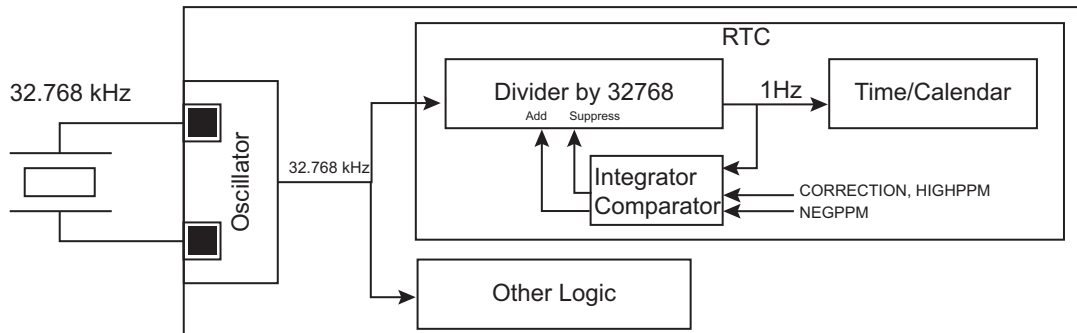 RTC
32.768 kHz
Divider by 32768
1Hz
Time/Calendar
Add Suppress
Oscillator
32.768 kHz
Integrator
Comparator
CORRECTION, HIGHPPM
NEGPPM
Other Logic